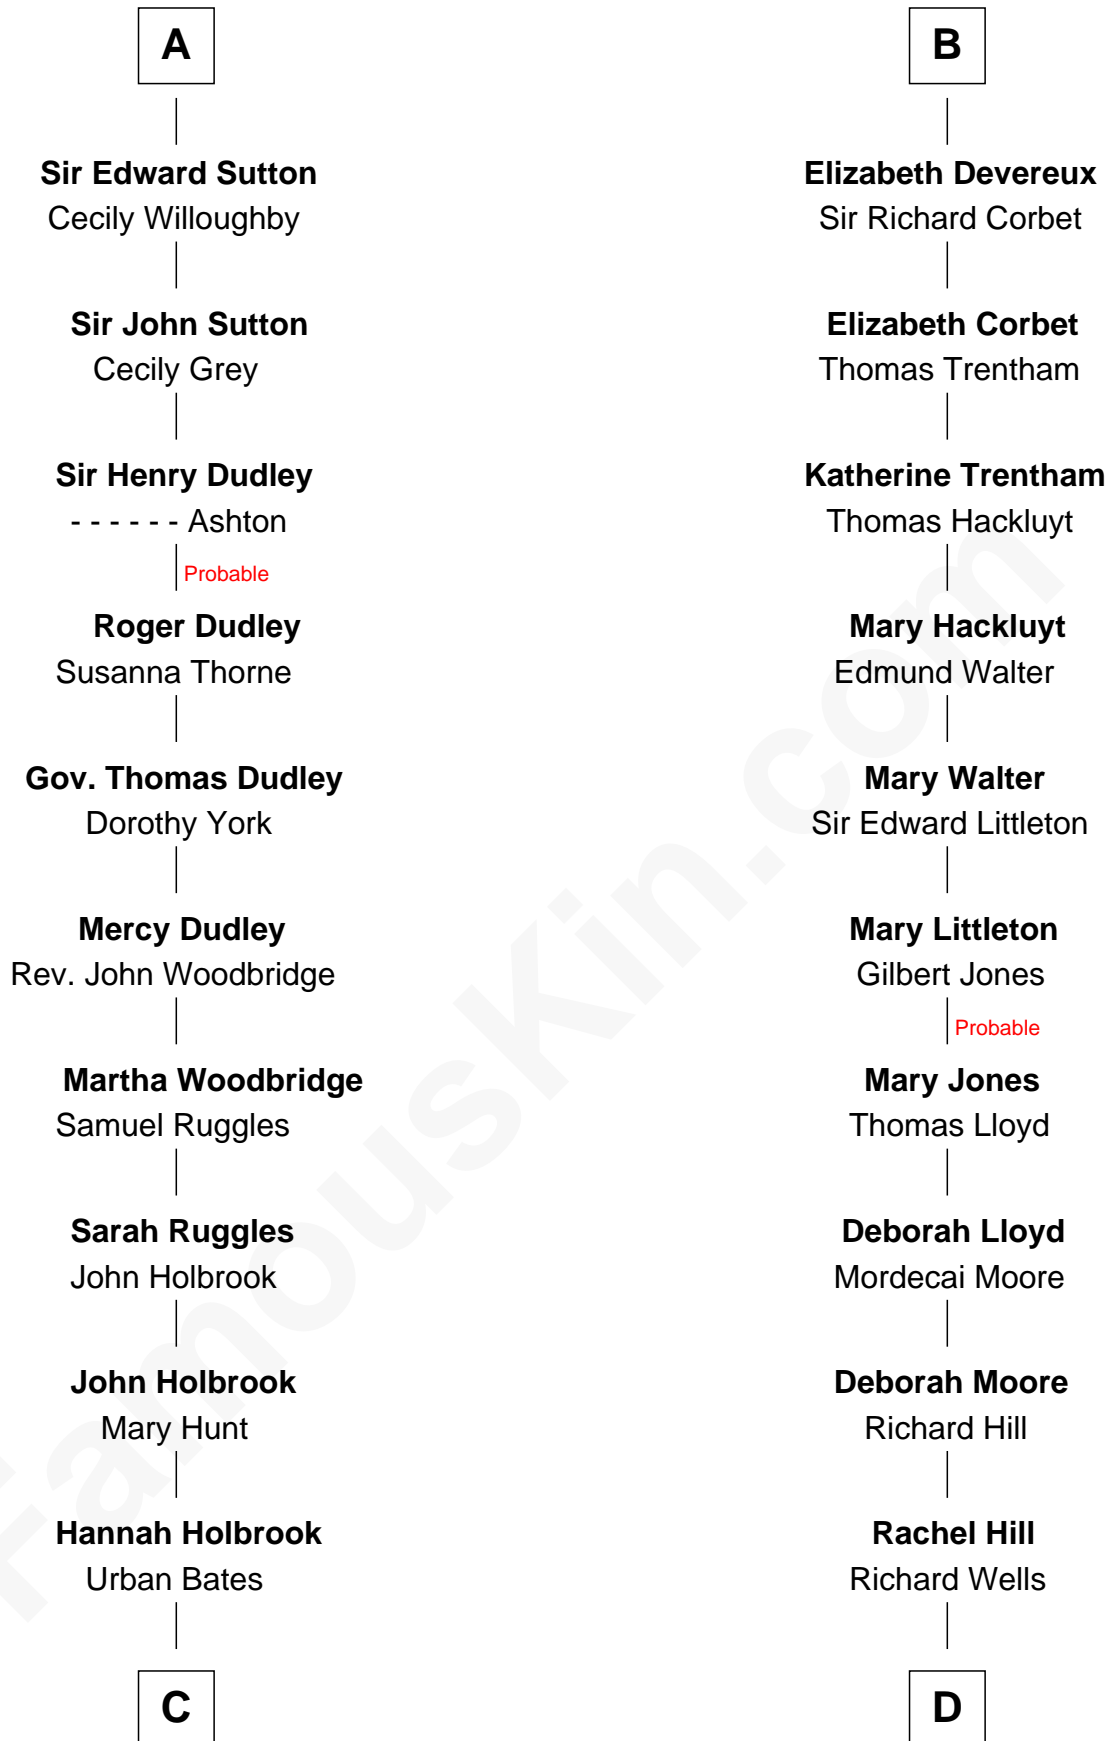 A
Sir Edward Sutton
Cecily Willoughby
Sir John Sutton
Cecily Grey
Sir Henry Dudley
- - - - - - Ashton
Probable
Roger Dudley
Susanna Thorne
Gov. Thomas Dudley
Dorothy York
Mercy Dudley
Rev. John Woodbridge
Martha Woodbridge
Samuel Ruggles
Sarah Ruggles
John Holbrook
John Holbrook
Mary Hunt
Hannah Holbrook
Urban Bates
C
B
Elizabeth Devereux
Sir Richard Corbet
Elizabeth Corbet
Thomas Trentham
Katherine Trentham
Thomas Hackluyt
Mary Hackluyt
Edmund Walter
Mary Walter
Sir Edward Littleton
Mary Littleton
Gilbert Jones
Probable
Mary Jones
Thomas Lloyd
Deborah Lloyd
Mordecai Moore
Deborah Moore
Richard Hill
Rachel Hill
Richard Wells
D
FamousKin.com